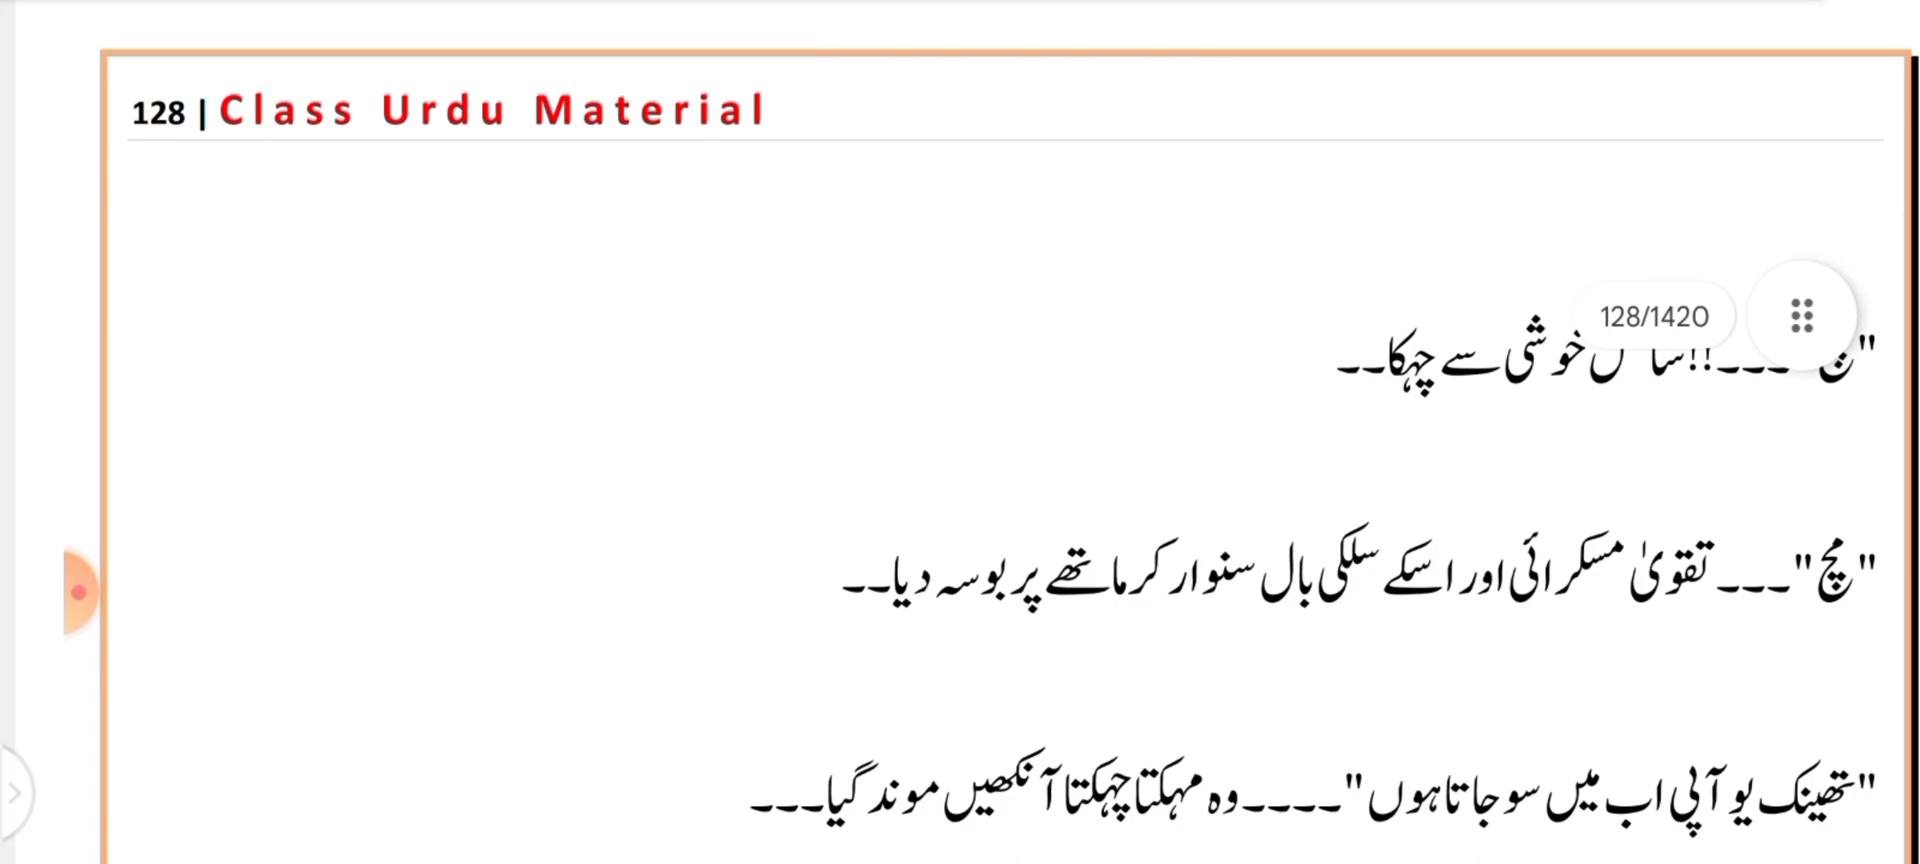 128 | Class Urdu Material
128/1420
"۔۔۔!! خوشی سے چہکا۔۔
"مچ"۔۔۔ تقویٰ مسکرائی اور اسکے سلکی بال سنوار کر ماتھے پر بوسہ دیا۔۔
"تھینک یو آپی اب میں سو جاتا ہوں"۔۔۔۔ وہ مہکتا چہکتا آنکھیں موند گیا۔۔۔